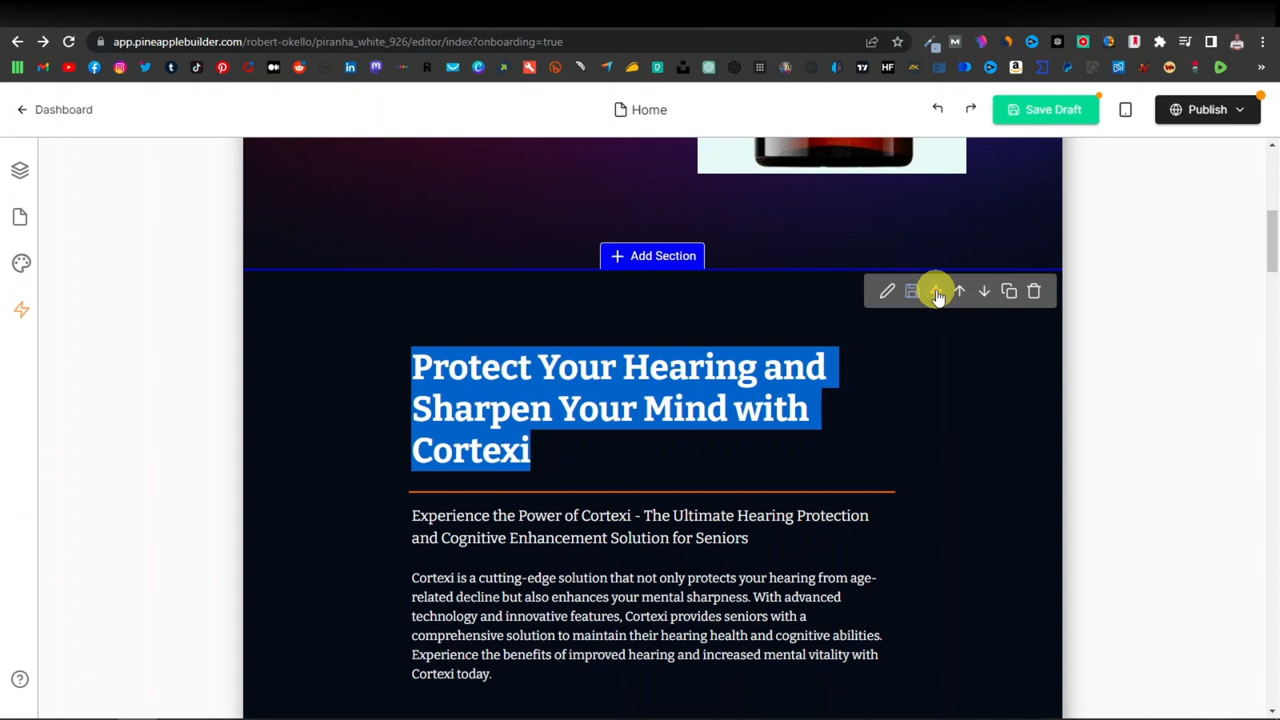 app.pineapplebuilder.com/robert-okello/piranha_white_926/editor/index?onboarding=true
Dashboard
Home
Save Draft
Publish
+ Add Section
Protect Your Hearing and
Sharpen Your Mind with
Cortexi
Experience the Power of Cortexi - The Ultimate Hearing Protection
and Cognitive Enhancement Solution for Seniors
Cortexi is a cutting-edge solution that not only protects your hearing from age-
related decline but also enhances your mental sharpness. With advanced
technology and innovative features, Cortexi provides seniors with a
comprehensive solution to maintain their hearing health and cognitive abilities.
Experience the benefits of improved hearing and increased mental vitality with
Cortexi today.